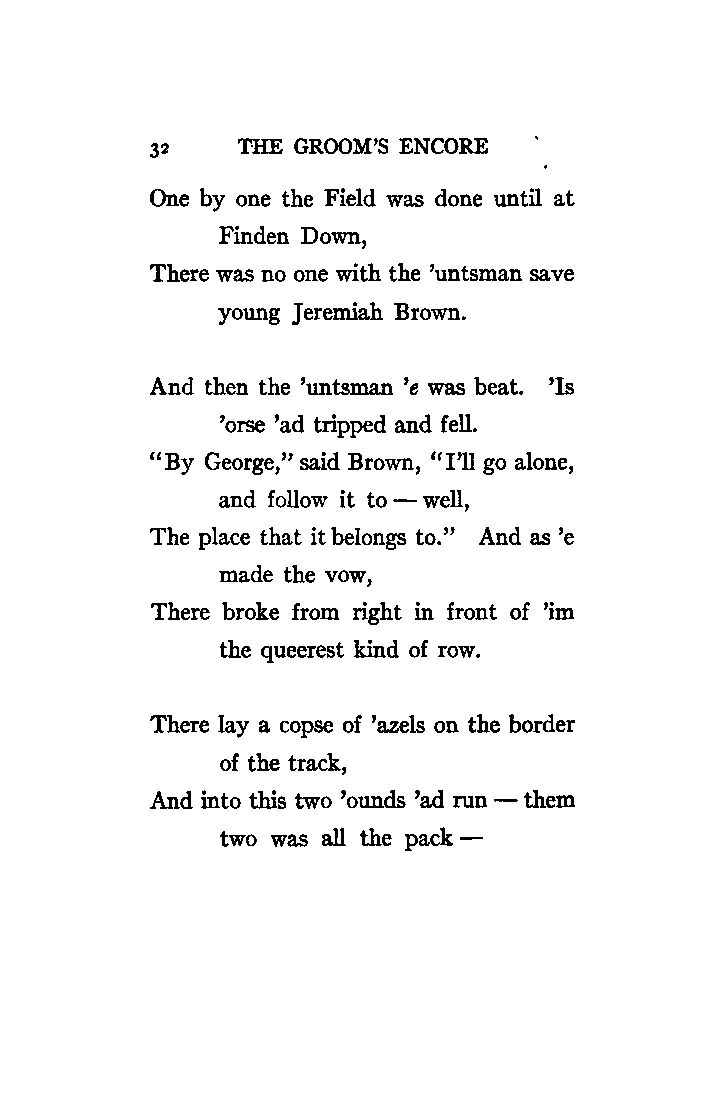 32 THE GROOM'S ENCORE
One by one the Field was done until at
Finden Down,
There was no one with the ’untsman save
young Jeremiah Brown.
And then the ’untsman ’e was beat. ’Is
’orse ’ad tripped and fell.
“By George,” said Brown, “I’ll go alone,
and follow it to — well,
The place that it belongs to.” And as ’e
made the vow,
There broke from right in front of ’im
the queerest kind of row.
There lay a copse of ’azels on the border
of the track,
And into this two ’ounds ’ad run — them
two was all the pack —